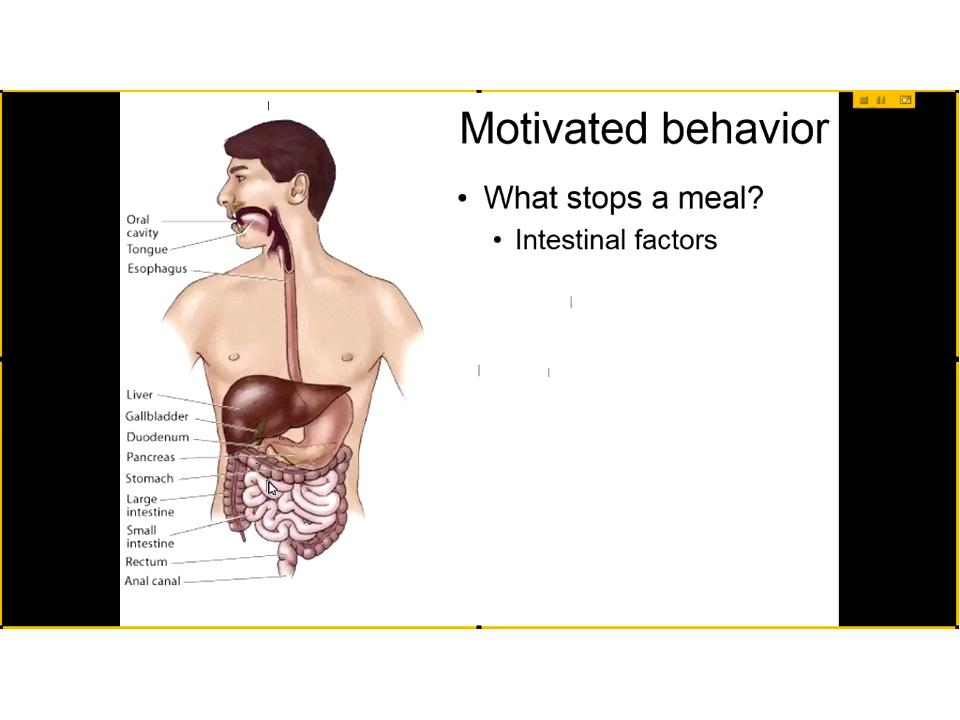 Motivated behavior
• What stops a meal?
• Intestinal factors
Oral
cavity
Tongue
Esophagus
Liver
Gallbladder
Duodenum
Pancreas
Stomach
Large
intestine
Small
intestine
Rectum
Anal canal